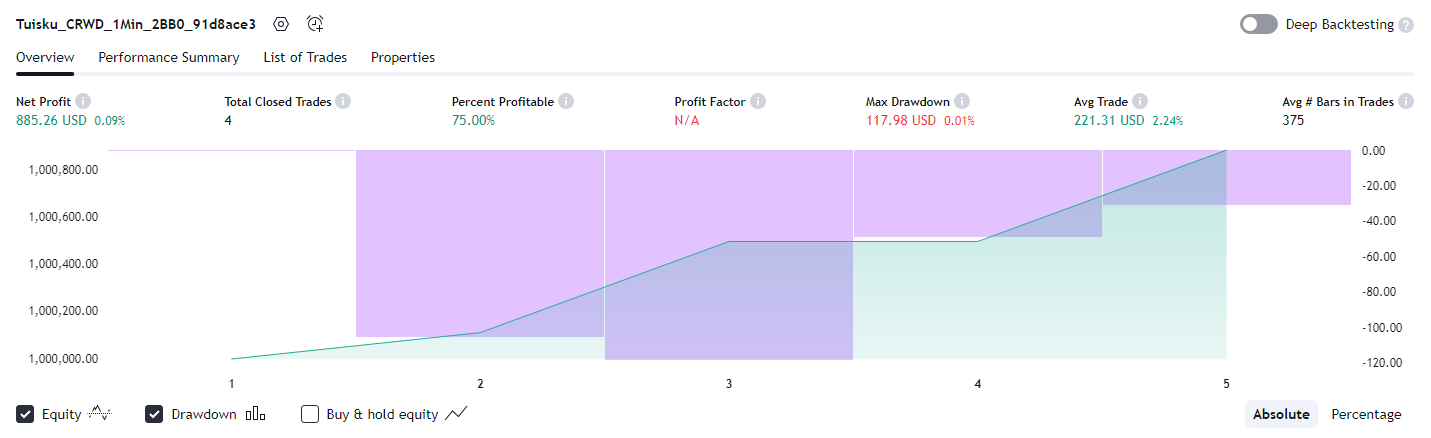 Tuisku_CRWD_1Min_2BB0_91d8ace3
Deep Backtesting ?
Overview Performance Summary List of Trades Properties
Net Profit Total Closed Trades Percent Profitable Profit Factor Max Drawdown Avg Trade Avg # Bars in Trades
885.26 USD 0.09% 4 75.00% N/A 117.98 USD 0.01% 221.31 USD 2.24% 375
1,000,800.00
1,000,600.00
1,000,400.00
1,000,200.00
1,000,000.00
0.00
-20.00
-40.00
-60.00
-80.00
-100.00
-120.00
1 2 3 4 5
Equity Drawdown Buy & hold equity Absolute Percentage